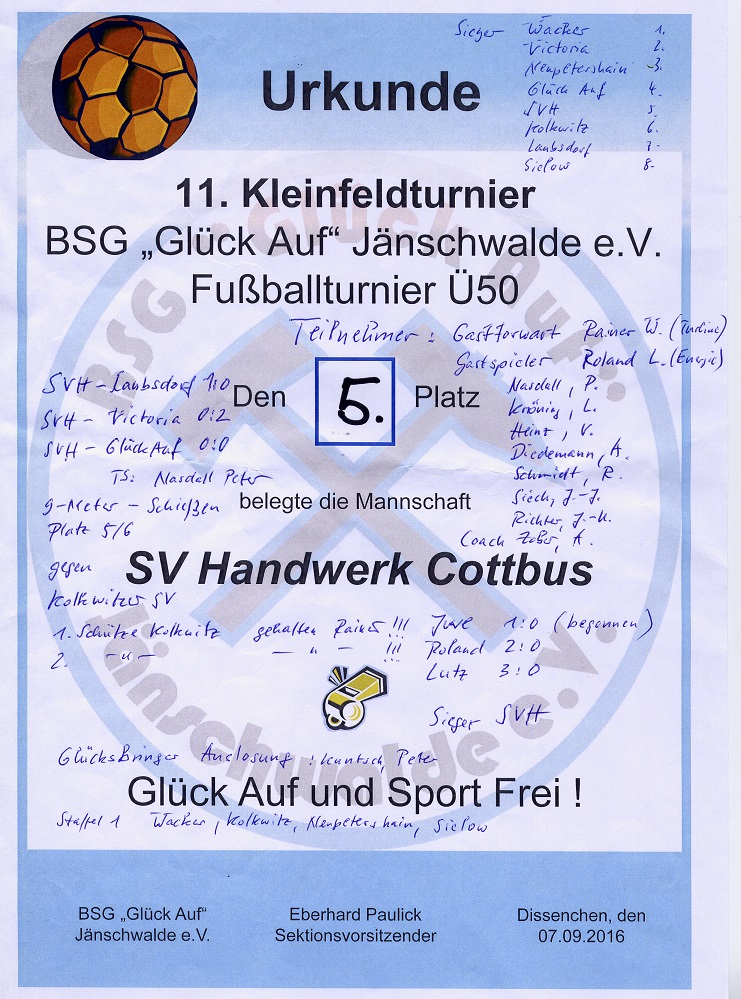 Sieger Wacker 1.
Victoria 2.
Neupetershain 3.
Glück Auf 4.
SVH 5.
Kolkwitz 6.
Laubsdorf 7.
Sielow 8.
Urkunde
11. Kleinfeldturnier
BSG „Glück Auf“ Jänschwalde e.V.
Fußballturnier Ü50
Teilnehmer : Gasttorwart Rainer W. (Turbine)
Gastspieler Roland L. (Energie)
Nasdall, P.
Kröning, L.
Heinz, V.
Diedemann, A.
Schmidt, R.
Siech, J.-J.
Richter, J.-U.
Coach Zober, A.
SVH - Laubsdorf 1:0
SVH - Victoria 0:2
SVH - Glück Auf 0:0
TS: Nasdall Peter
9-Meter - Schießen
Platz 5/6
gegen
Kolkwitzer SV
Den 5. Platz
belegte die Mannschaft
SV Handwerk Cottbus
1. Schütze Kolkwitz gehalten Rainer !!! 
2. - " - - " - !!!
Juve 1:0 (begonnen)
Roland 2:0
Lutz 3:0
Sieger SVH
Glücksbringer Auslosung : Kuntsch, Peter
Glück Auf und Sport Frei !
Staffel 1 Wacker, Kolkwitz, Neupetershain, Sielow
BSG „Glück Auf“
Jänschwalde e.V.
Eberhard Paulick
Sektionsvorsitzender
Dissenchen, den
07.09.2016
BSG "Glück Auf"
Jänschwalde e.V.